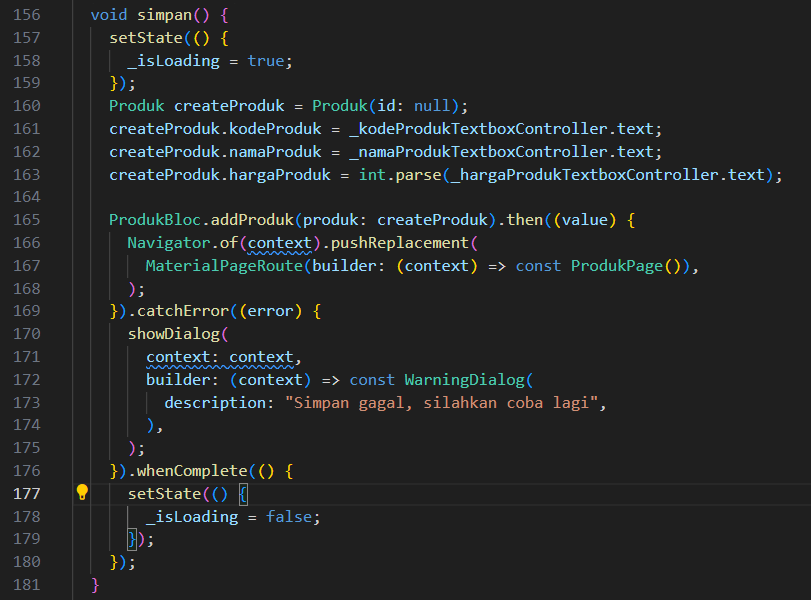 156 void simpan() {
157 setState(() {
158 _isLoading = true;
159 });
160 Produk createProduk = Produk(id: null);
161 createProduk.kodeProduk = _kodeProdukTextboxController.text;
162 createProduk.namaProduk = _namaProdukTextboxController.text;
163 createProduk.hargaProduk = int.parse(_hargaProdukTextboxController.text);
164
165 ProdukBloc.addProduk(produk: createProduk).then((value) {
166 Navigator.of(context).pushReplacement(
167 MaterialPageRoute(builder: (context) => const ProdukPage()),
168 );
169 }).catchError((error) {
170 showDialog(
171 context: context,
172 builder: (context) => const WarningDialog(
173 description: "Simpan gagal, silahkan coba lagi",
174 ),
175 );
176 }).whenComplete(() {
177 setState(() {
178 _isLoading = false;
179 });
180 });
181 }